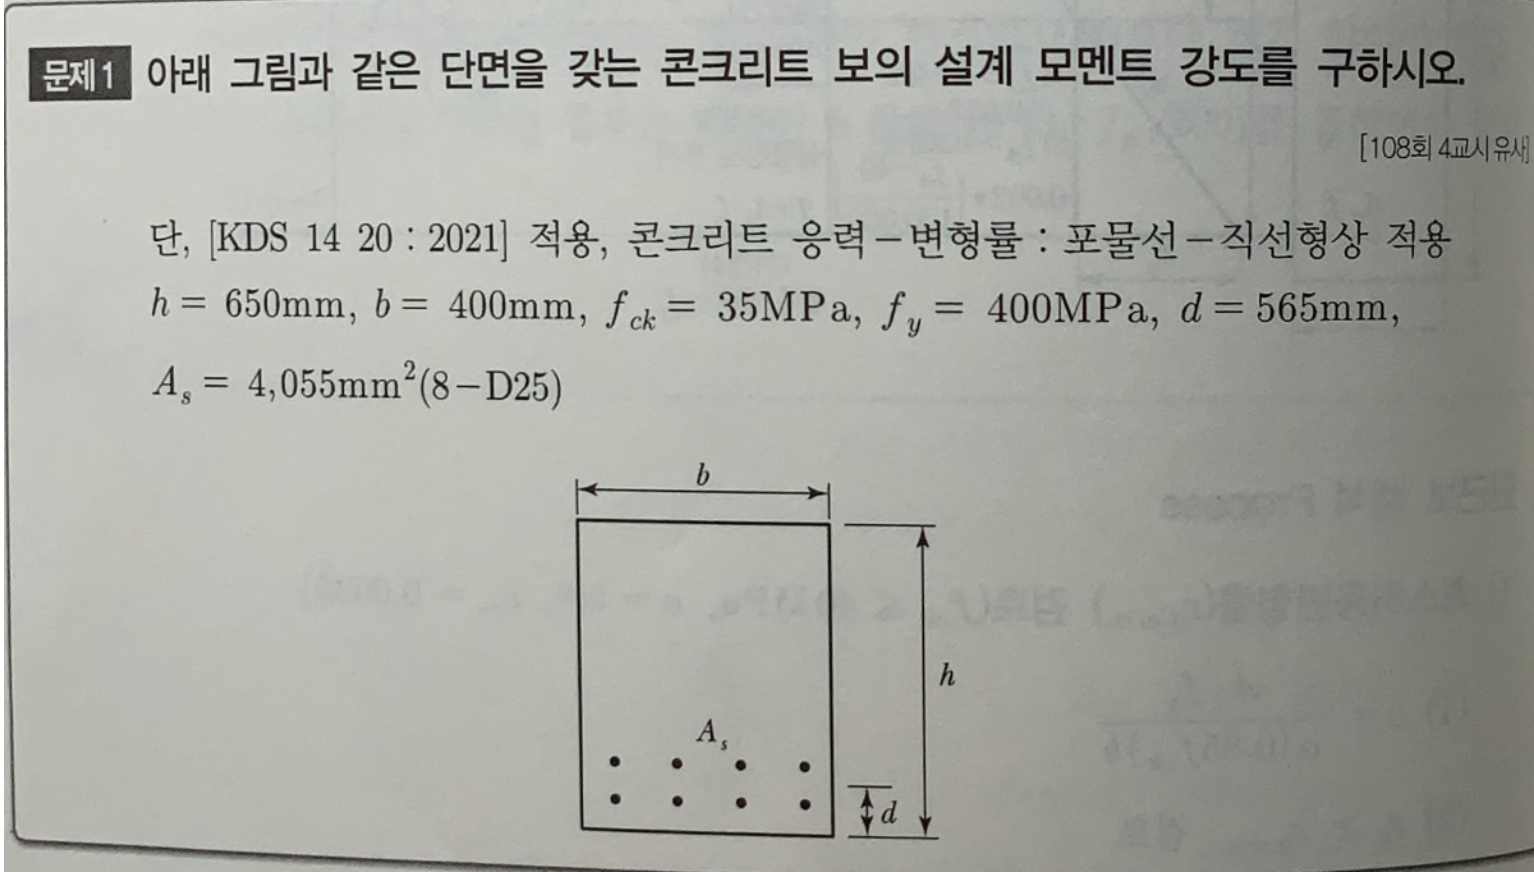 문제1 아래 그림과 같은 단면을 갖는 콘크리트 보의 설계 모멘트 강도를 구하시오.
[108회 4교시 유사]
단, [KDS 14 20 : 2021] 적용, 콘크리트 응력-변형률 : 포물선-직선형상 적용
h = 650mm, b = 400mm, f_ck = 35MPa, f_y = 400MPa, d = 565mm,
A_s = 4,055mm²(8-D25)
b
h
A_s
d